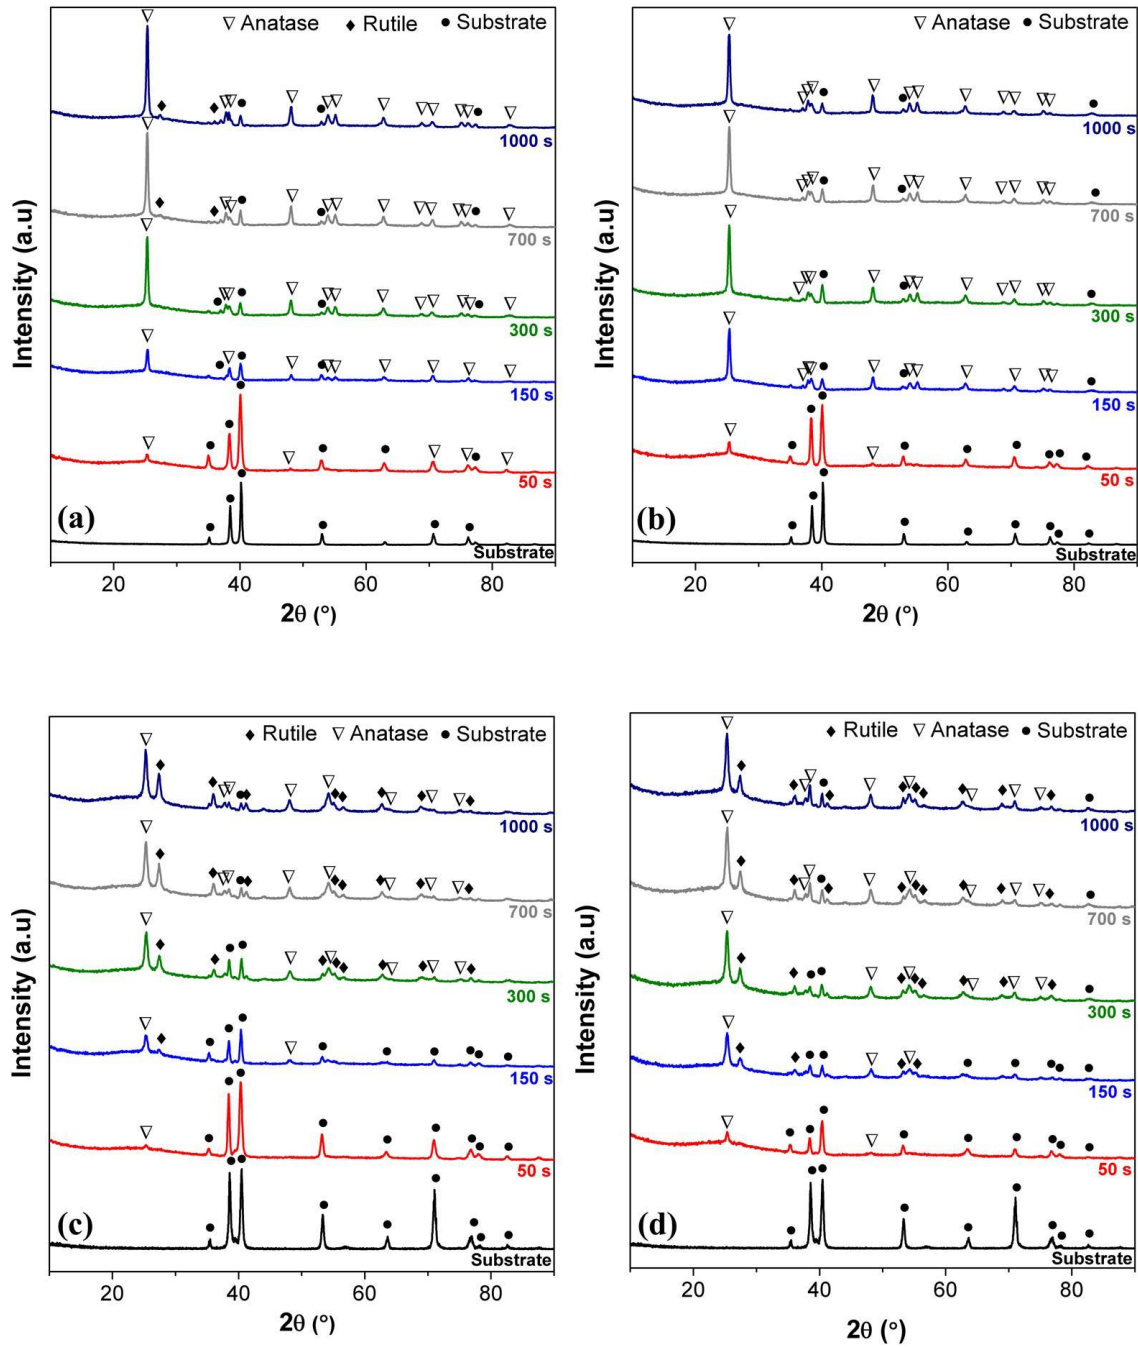 ▽ Anatase ♦ Rutile ● Substrate
1000 s
700 s
300 s
150 s
50 s
Substrate
(a)
Intensity (a.u)
20 40 60 80
2θ (°)
▽ Anatase ● Substrate
1000 s
700 s
300 s
150 s
50 s
Substrate
(b)
Intensity (a.u)
20 40 60 80
2θ (°)
♦ Rutile ▽ Anatase ● Substrate
1000 s
700 s
300 s
150 s
50 s
Substrate
(c)
Intensity (a.u)
20 40 60 80
2θ (°)
♦ Rutile ▽ Anatase ● Substrate
1000 s
700 s
300 s
150 s
50 s
Substrate
(d)
Intensity (a.u)
20 40 60 80
2θ (°)